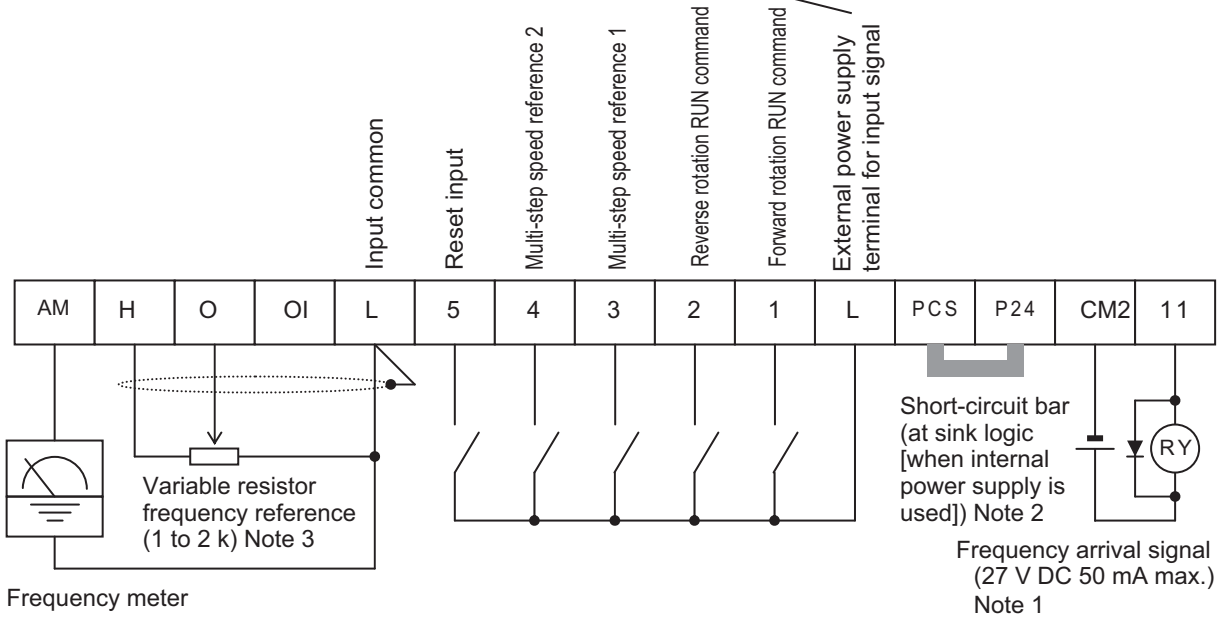 Input common
Reset input
Multi-step speed reference 2
Multi-step speed reference 1
Reverse rotation RUN command
Forward rotation RUN command
External power supply
terminal for input signal
AM H O OI L 5 4 3 2 1 L PCS P24 CM2 11
Variable resistor
frequency reference
(1 to 2 k) Note 3
Short-circuit bar
(at sink logic
[when internal
power supply is
used]) Note 2
RY
Frequency arrival signal
(27 V DC 50 mA max.)
Note 1
Frequency meter